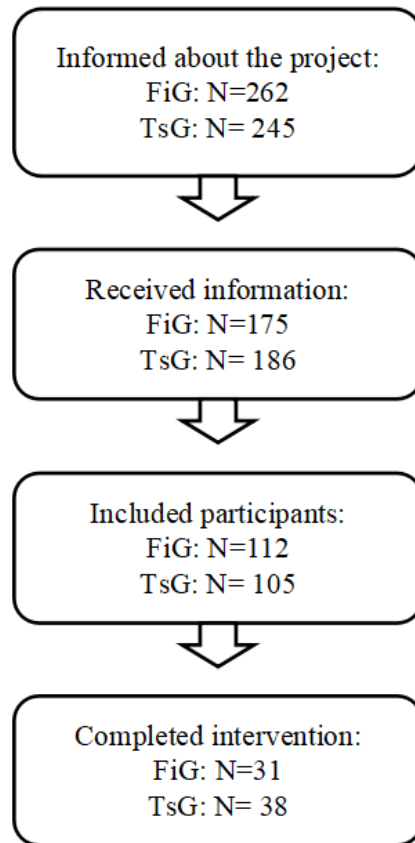 Informed about the project:
FiG: N=262
TsG: N= 245
Received information:
FiG: N=175
TsG: N= 186
Included participants:
FiG: N=112
TsG: N= 105
Completed intervention:
FiG: N=31
TsG: N= 38